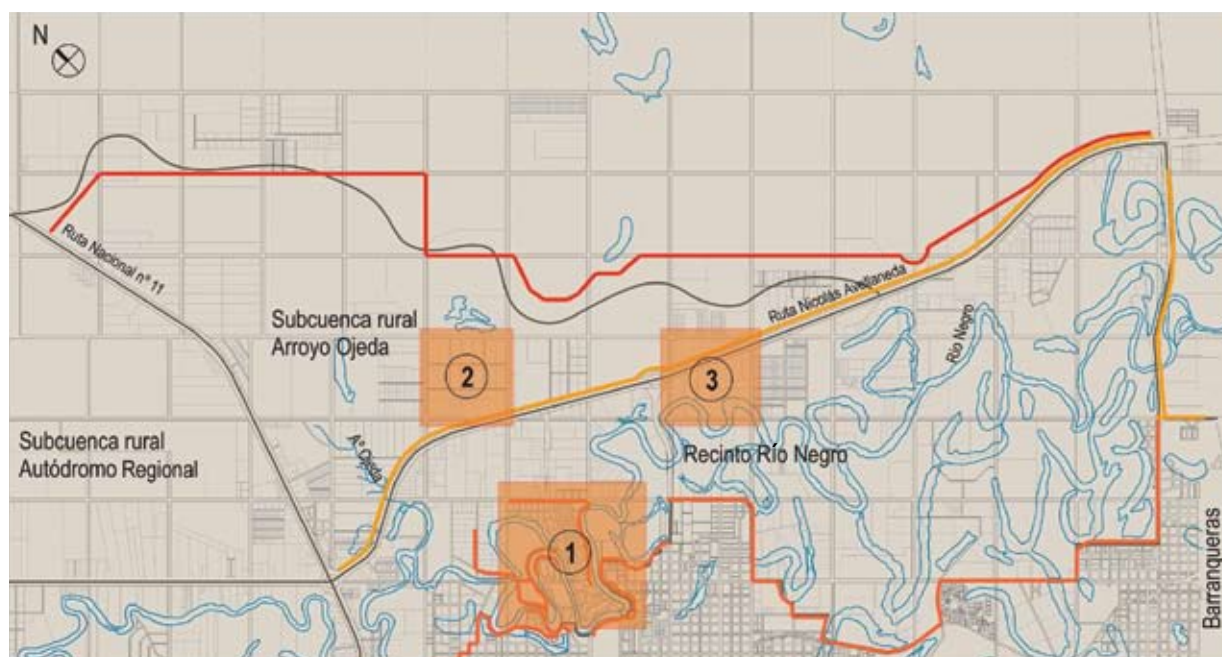 N
Ruta Nacional n° 11
Ruta Nicolás Avellaneda
Río Negro
Subcuenca rural
Arroyo Ojeda
2
3
Subcuenca rural
Autódromo Regional
A° Ojeda
Recinto Río Negro
1
Barranqueras